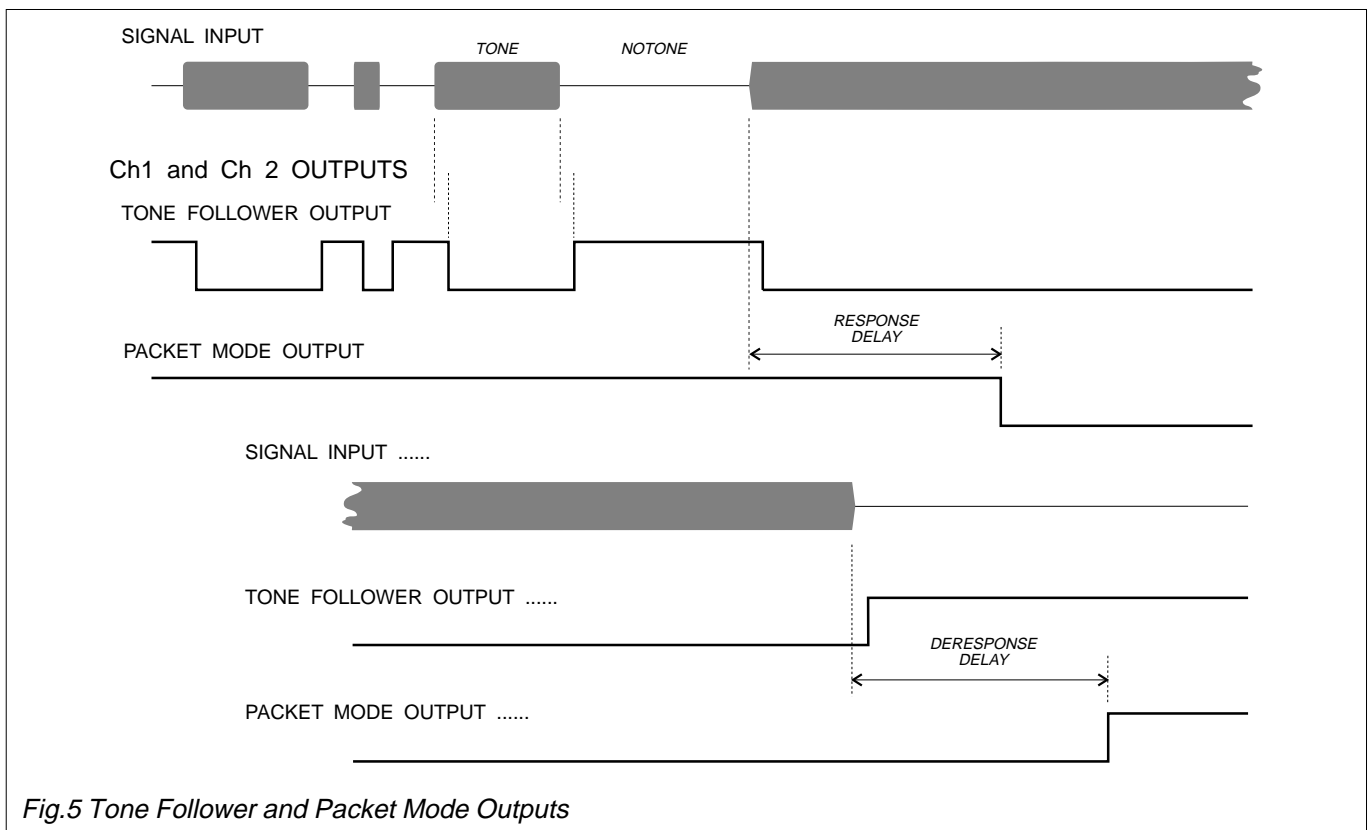 SIGNAL INPUT
TONE
NOTONE
Ch1 and Ch 2 OUTPUTS
TONE FOLLOWER OUTPUT
RESPONSE
DELAY
PACKET MODE OUTPUT
SIGNAL INPUT ......
TONE FOLLOWER OUTPUT ......
DERESPONSE
DELAY
PACKET MODE OUTPUT ......
Fig.5 Tone Follower and Packet Mode Outputs